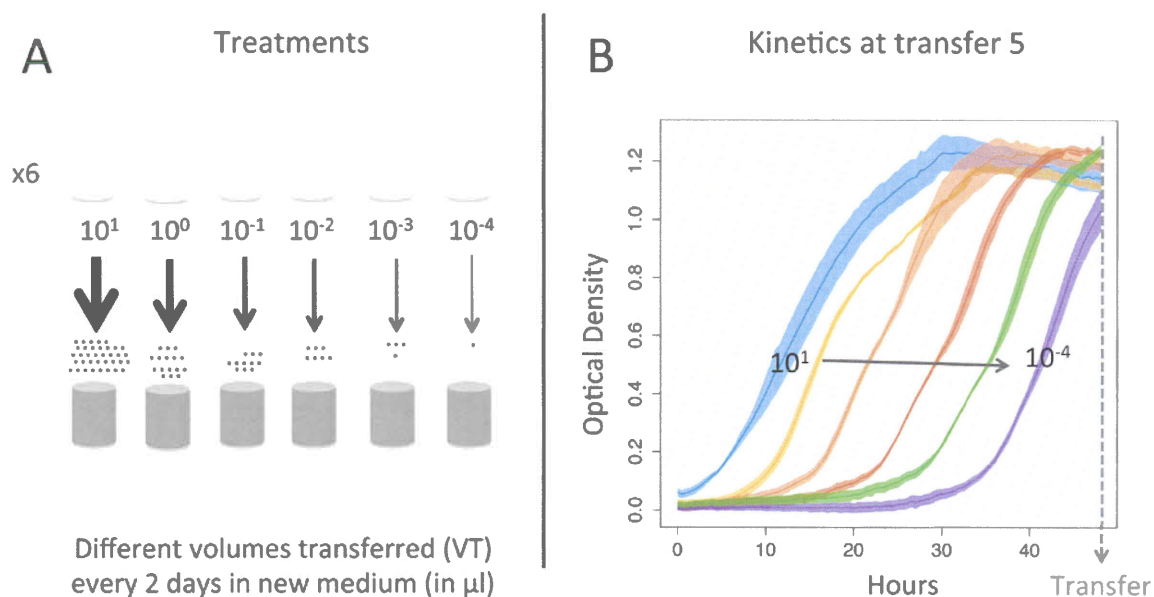 A
Treatments
x6
10¹ 10⁰ 10⁻¹ 10⁻² 10⁻³ 10⁻⁴
Different volumes transferred (VT)
every 2 days in new medium (in µl)
B
Kinetics at transfer 5
Optical Density
1.2
1.0
0.8
0.6
0.4
0.2
0.0
10¹
10⁻⁴
0 10 20 30 40
Hours
Transfer